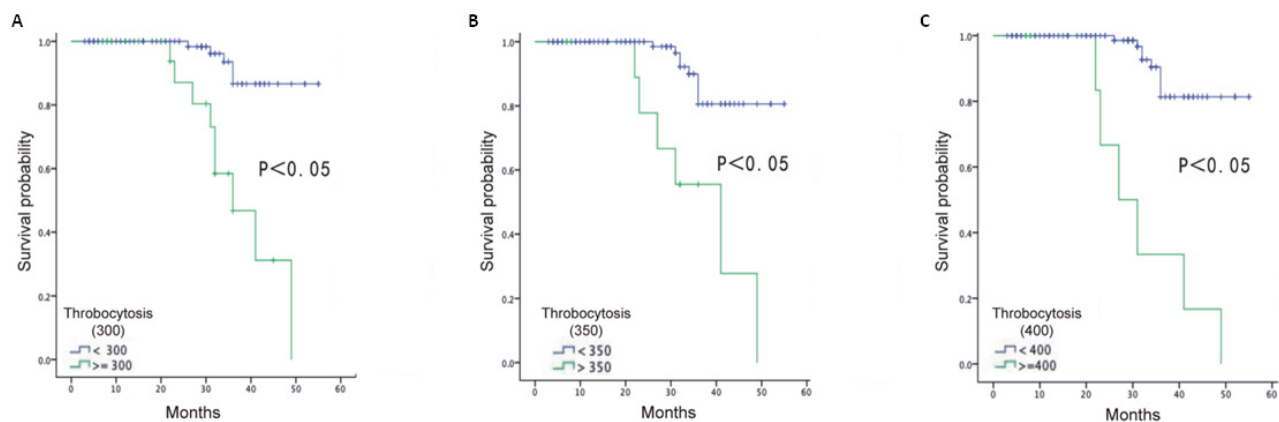 A
1.0
0.8
0.6
0.4
0.2
0.0
Survival probability
P<0.05
Throbocytosis
(300)
< 300
>= 300
0 10 20 30 40 50 60
Months
B
1.0
0.8
0.6
0.4
0.2
0.0
Survival probability
P<0.05
Throbocytosis
(350)
< 350
> 350
0 10 20 30 40 50 60
Months
C
1.0
0.8
0.6
0.4
0.2
0.0
Survival probability
P<0.05
Throbocytosis
(400)
< 400
>=400
0 10 20 30 40 50 60
Months